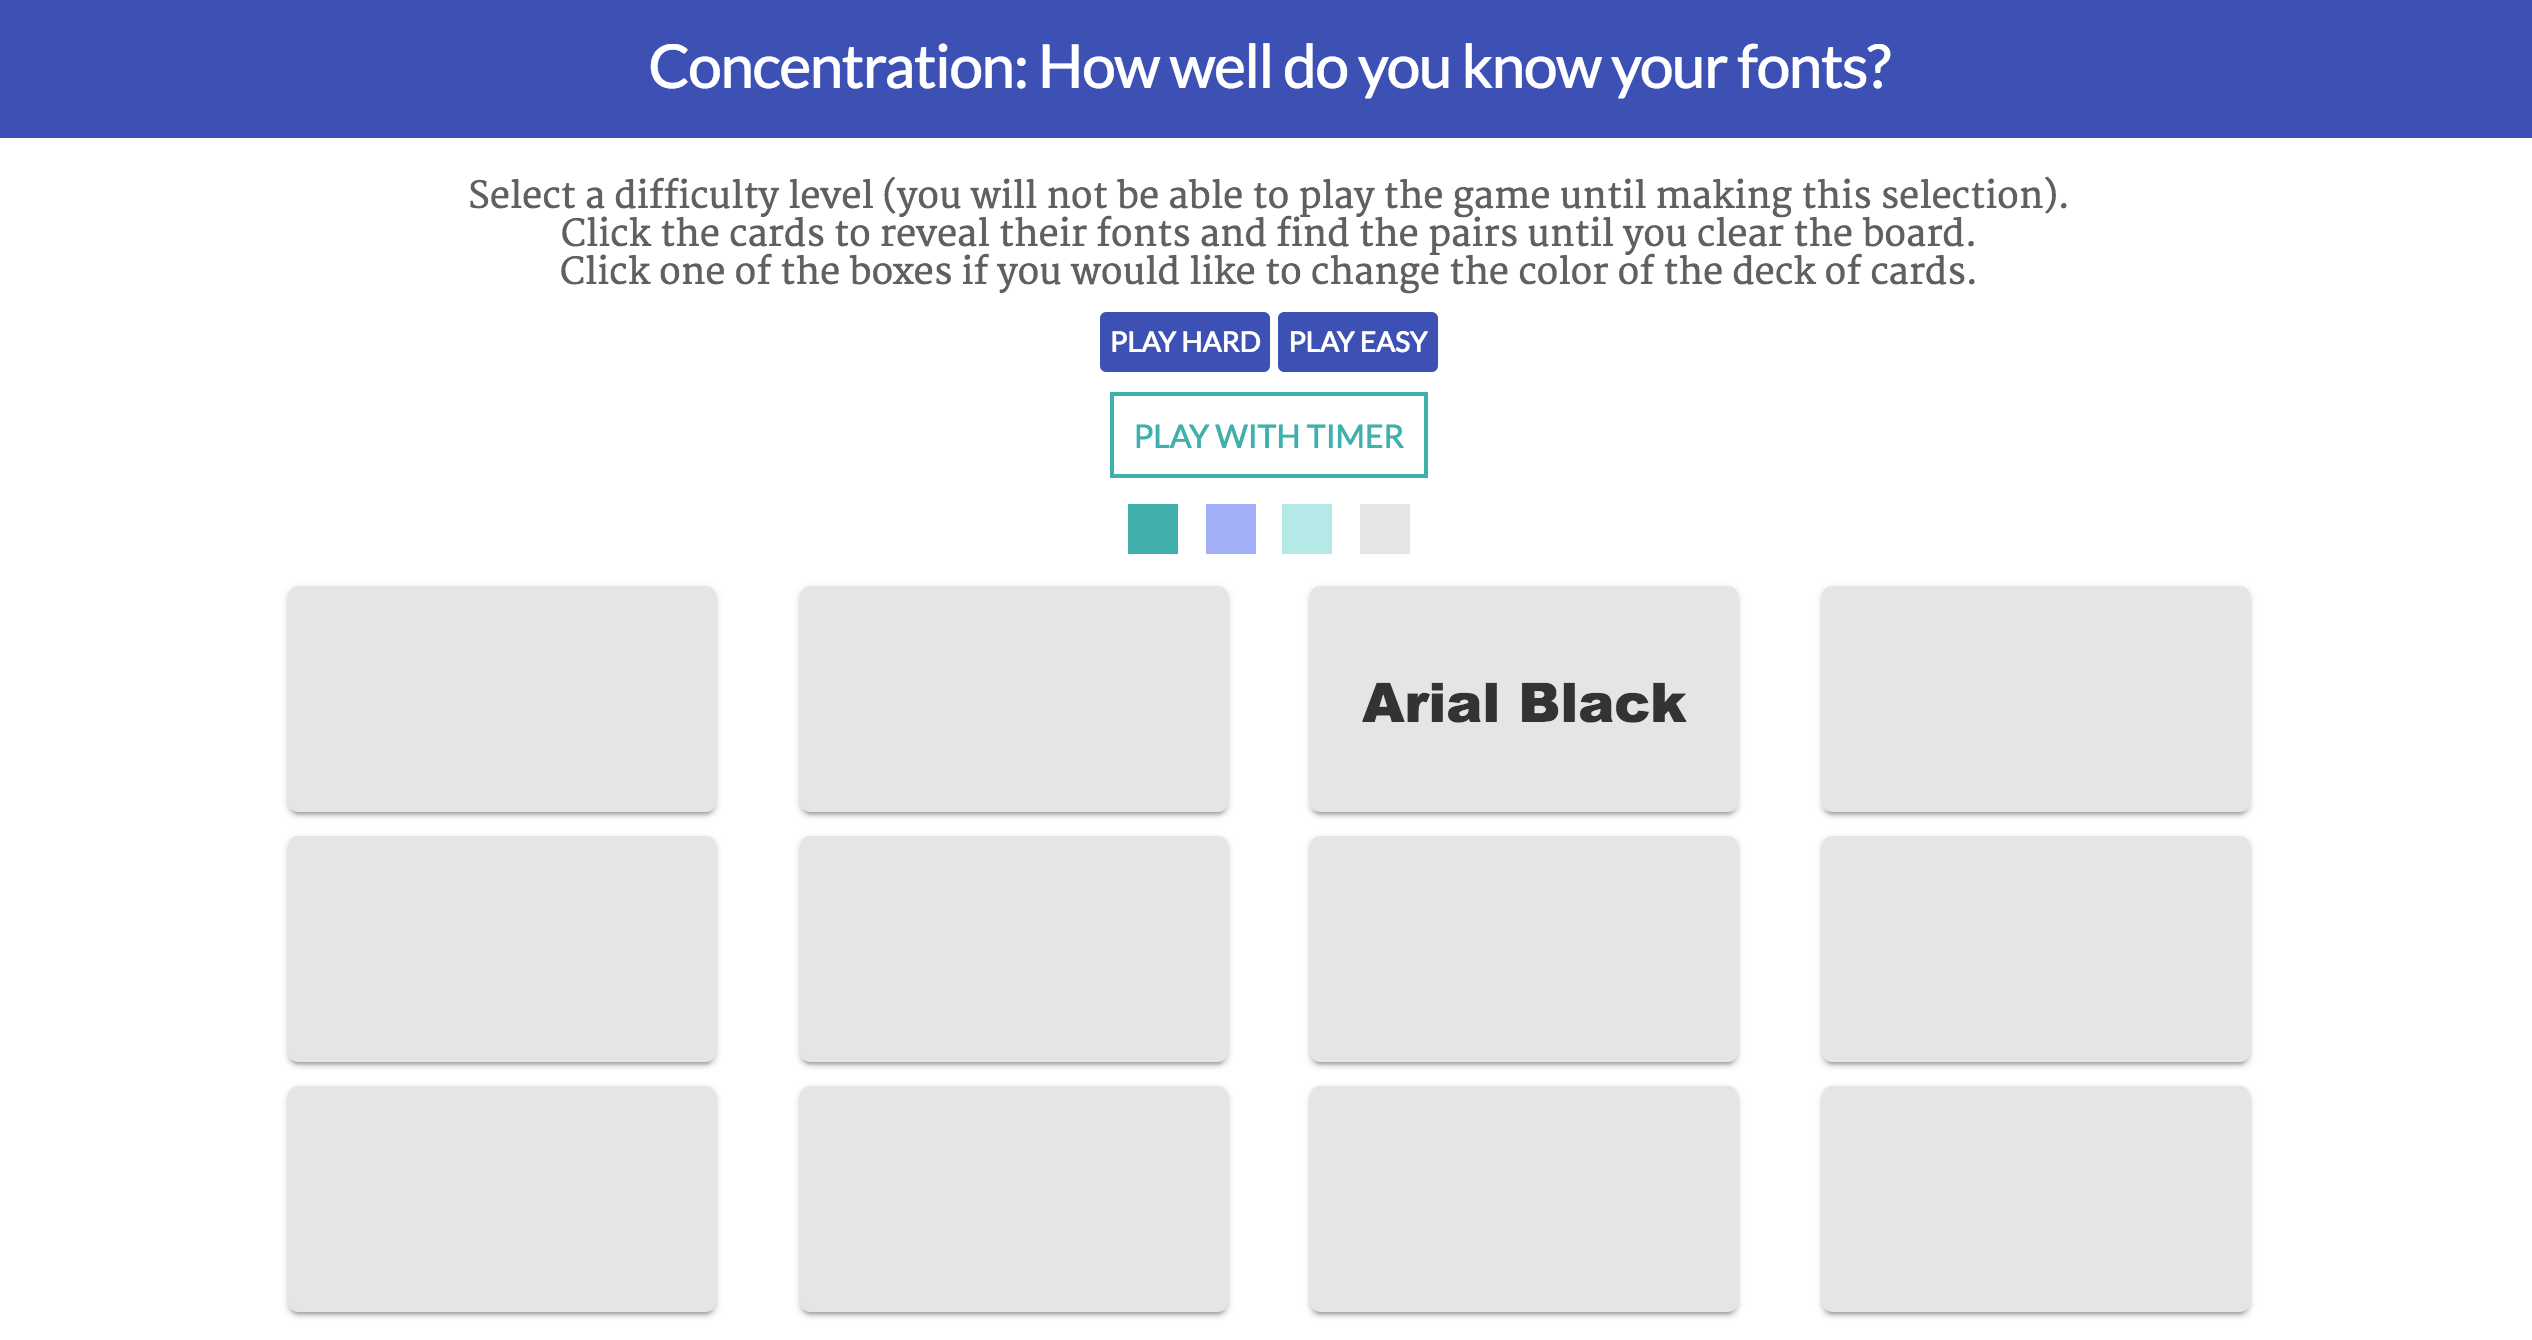 Concentration: How well do you know your fonts?
Select a difficulty level (you will not be able to play the game until making this selection).
Click the cards to reveal their fonts and find the pairs until you clear the board.
Click one of the boxes if you would like to change the color of the deck of cards.
PLAY HARD PLAY EASY
PLAY WITH TIMER
Arial Black